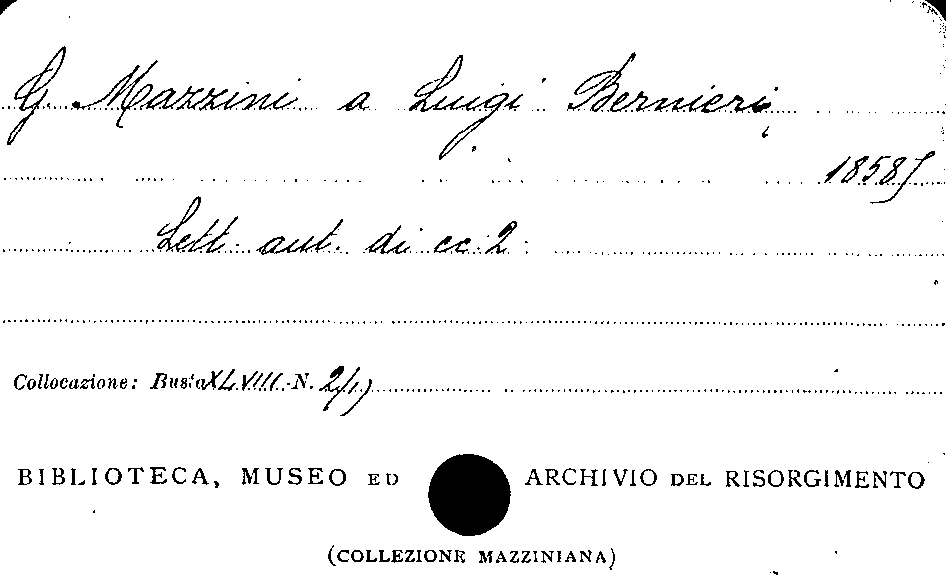 G. Mazzini a Luigi Bernieri,
1858]
Lett. aut. di cc. 2.
Collocazione: Busta XLVIII N. 2/1)
BIBLIOTECA, MUSEO ED ARCHIVIO DEL RISORGIMENTO
(COLLEZIONE MAZZINIANA)